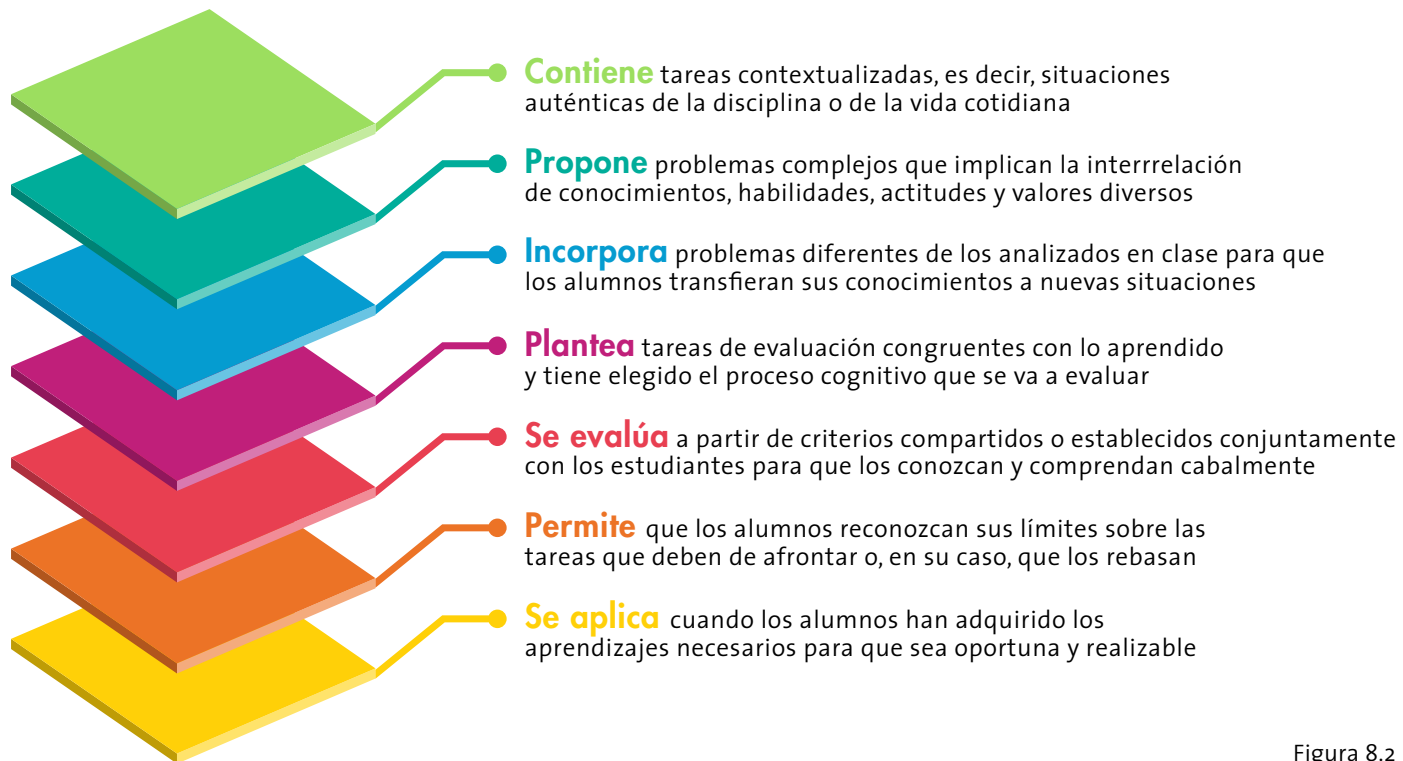 Contiene tareas contextualizadas, es decir, situaciones
auténticas de la disciplina o de la vida cotidiana
Propone problemas complejos que implican la interrrelación
de conocimientos, habilidades, actitudes y valores diversos
Incorpora problemas diferentes de los analizados en clase para que
los alumnos transfieran sus conocimientos a nuevas situaciones
Plantea tareas de evaluación congruentes con lo aprendido
y tiene elegido el proceso cognitivo que se va a evaluar
Se evalúa a partir de criterios compartidos o establecidos conjuntamente
con los estudiantes para que los conozcan y comprendan cabalmente
Permite que los alumnos reconozcan sus límites sobre las
tareas que deben de afrontar o, en su caso, que los rebasan
Se aplica cuando los alumnos han adquirido los
aprendizajes necesarios para que sea oportuna y realizable
Figura 8.2